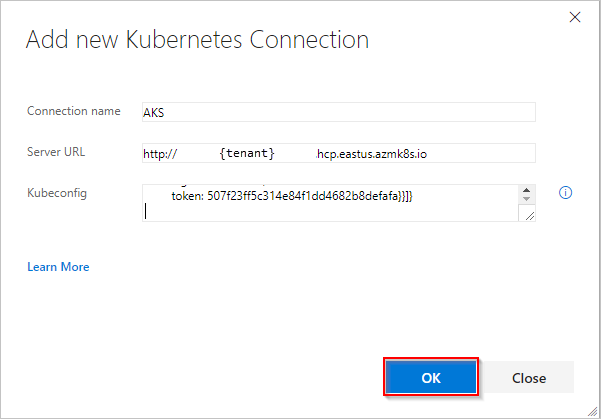 Add new Kubernetes Connection
Connection name AKS
Server URL http:// {tenant} .hcp.eastus.azmk8s.io
Kubeconfig token: 507f23ff5c314e84f1dd4682b8defafa}}]}
Learn More
OK Close